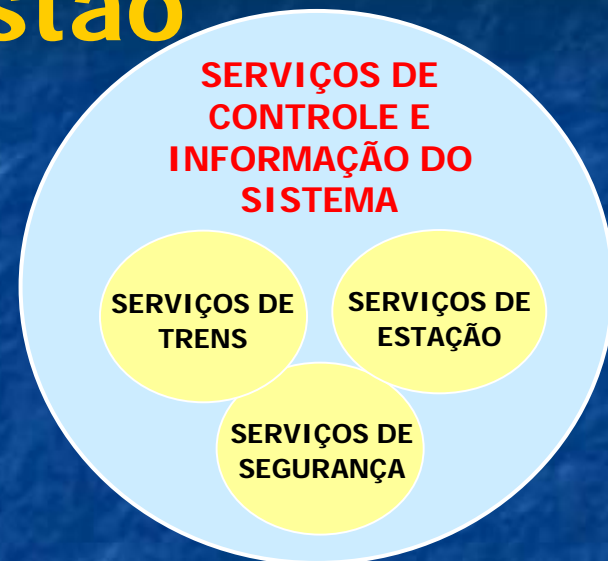 stão
SERVIÇOS DE
CONTROLE E
INFORMAÇÃO DO
SISTEMA
SERVIÇOS DE
TRENS
SERVIÇOS DE
ESTAÇÃO
SERVIÇOS DE
SEGURANÇA